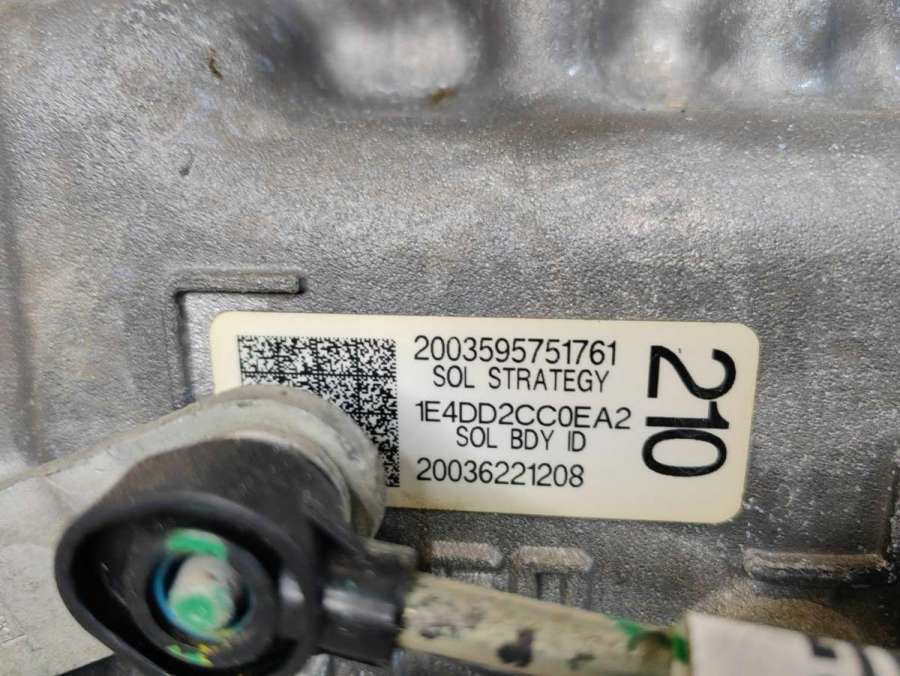 2003595751761
SOL STRATEGY
1E4DD2CC0EA2
SOL BDY ID
20036221208
210